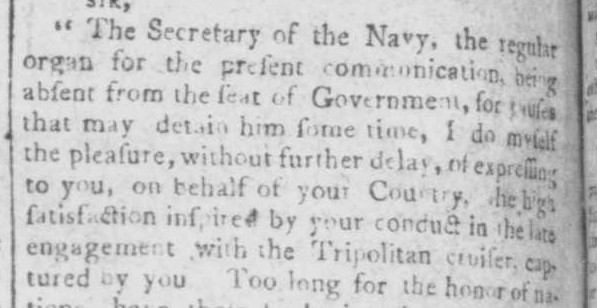 SIR,
“ The Secretary of the Navy, the regular
organ for the preſent communication, being
abſent from the ſeat of Government, for cauſes
that may detain him ſome time, I do myſelf
the pleaſure, without further delay, of expreſſing
to you, on behalf of your Country, the high
ſatisfaction inſpired by your conduct in the late
engagement with the Tripolitan cruiſer, cap-
tured by you Too long for the honor of na-
tions, have